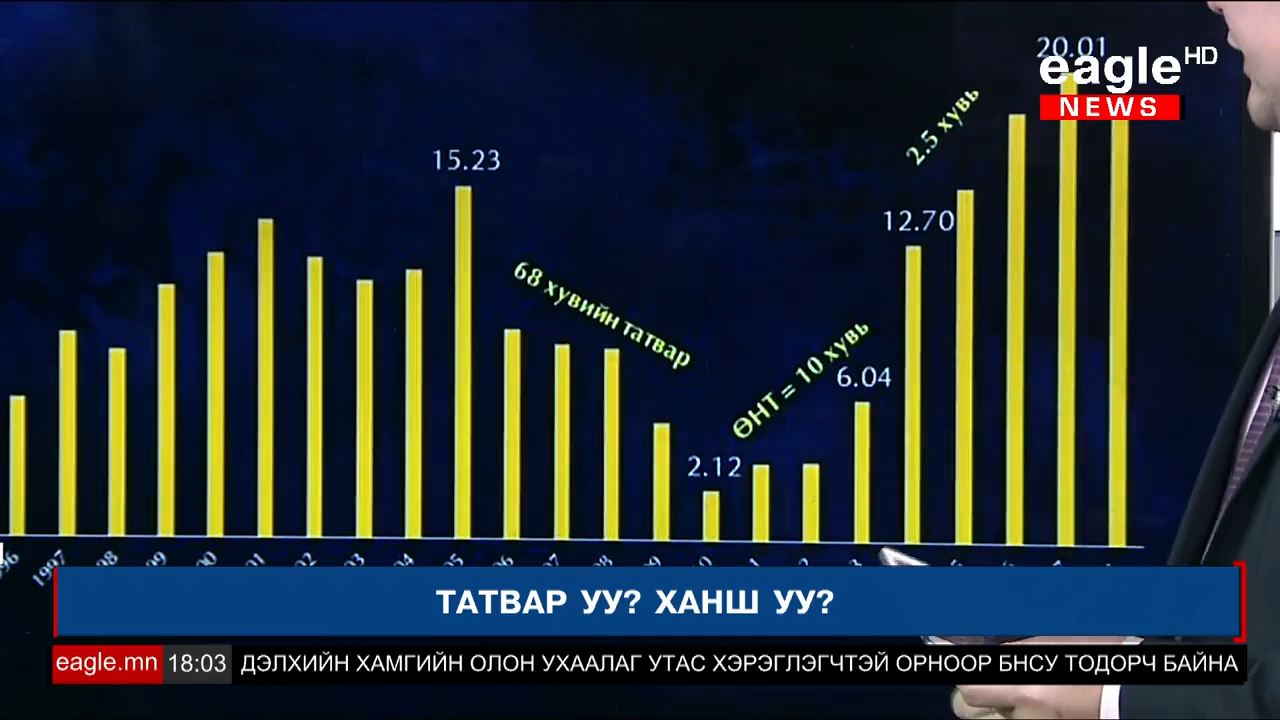 20.01
eagle HD
NEWS
2.5 хувь
15.23
12.70
68 хувийн татвар
ӨНТ = 10 хувь
6.04
2.12
1997
ТАТВАР УУ? ХАНШ УУ?
eagle.mn 18:03 ДЭЛХИЙН ХАМГИЙН ОЛОН УХААЛАГ УТАС ХЭРЭГЛЭГЧТЭЙ ОРНООР БНСУ ТОДОРЧ БАЙНА